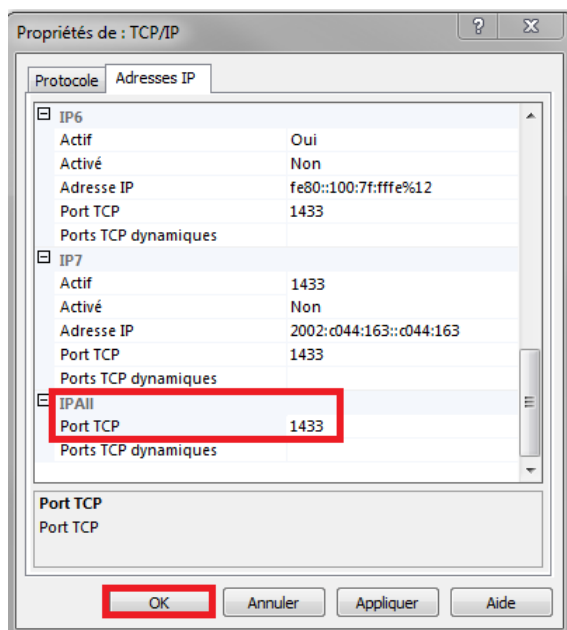 Propriétés de : TCP/IP
?
Protocole Adresses IP
IP6
Actif Oui
Activé Non
Adresse IP fe80::100:7f:fffe%12
Port TCP 1433
Ports TCP dynamiques
IP7
Actif 1433
Activé Non
Adresse IP 2002:c044:163::c044:163
Port TCP 1433
Ports TCP dynamiques
IPAll
Port TCP 1433
Ports TCP dynamiques
Port TCP
Port TCP
OK Annuler Appliquer Aide